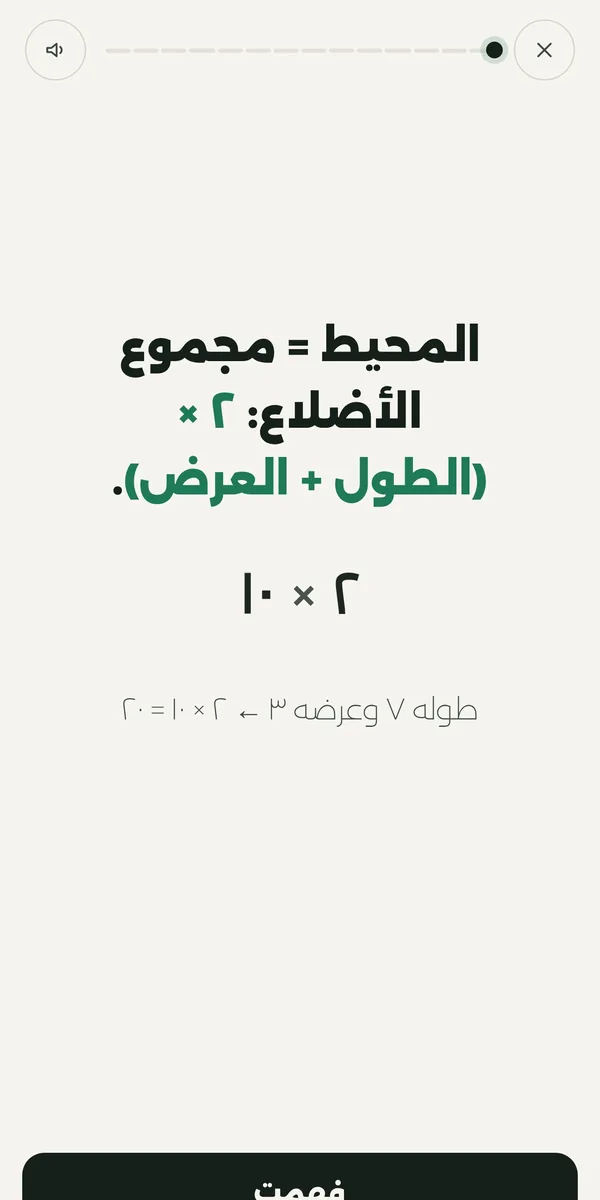 المحيط = مجموع
الأضلاع: ٢ ×
(الطول + العرض).
٢ × ١٠
طوله ٧ وعرضه ٣ ← ٢ × ١٠ = ٢٠
فهمت